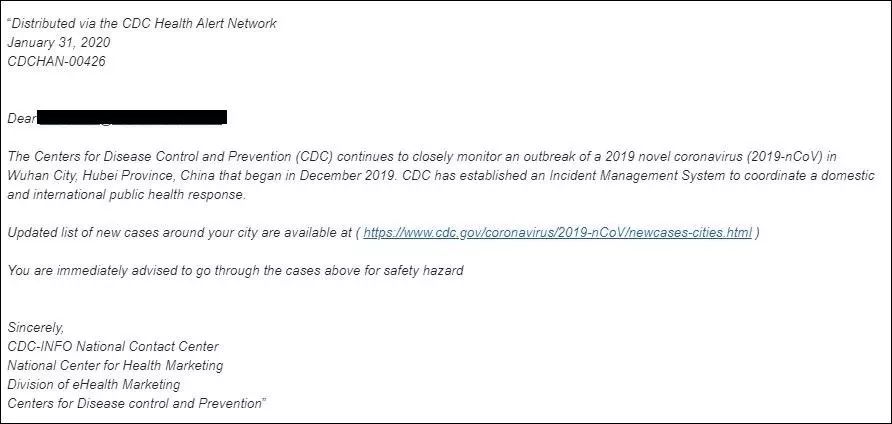 “Distributed via the CDC Health Alert Network
January 31, 2020
CDCHAN-00426
Dear
The Centers for Disease Control and Prevention (CDC) continues to closely monitor an outbreak of a 2019 novel coronavirus (2019-nCoV) in
Wuhan City, Hubei Province, China that began in December 2019. CDC has established an Incident Management System to coordinate a domestic
and international public health response.
Updated list of new cases around your city are available at ( https://www.cdc.gov/coronavirus/2019-nCoV/newcases-cities.html )
You are immediately advised to go through the cases above for safety hazard
Sincerely,
CDC-INFO National Contact Center
National Center for Health Marketing
Division of eHealth Marketing
Centers for Disease control and Prevention”